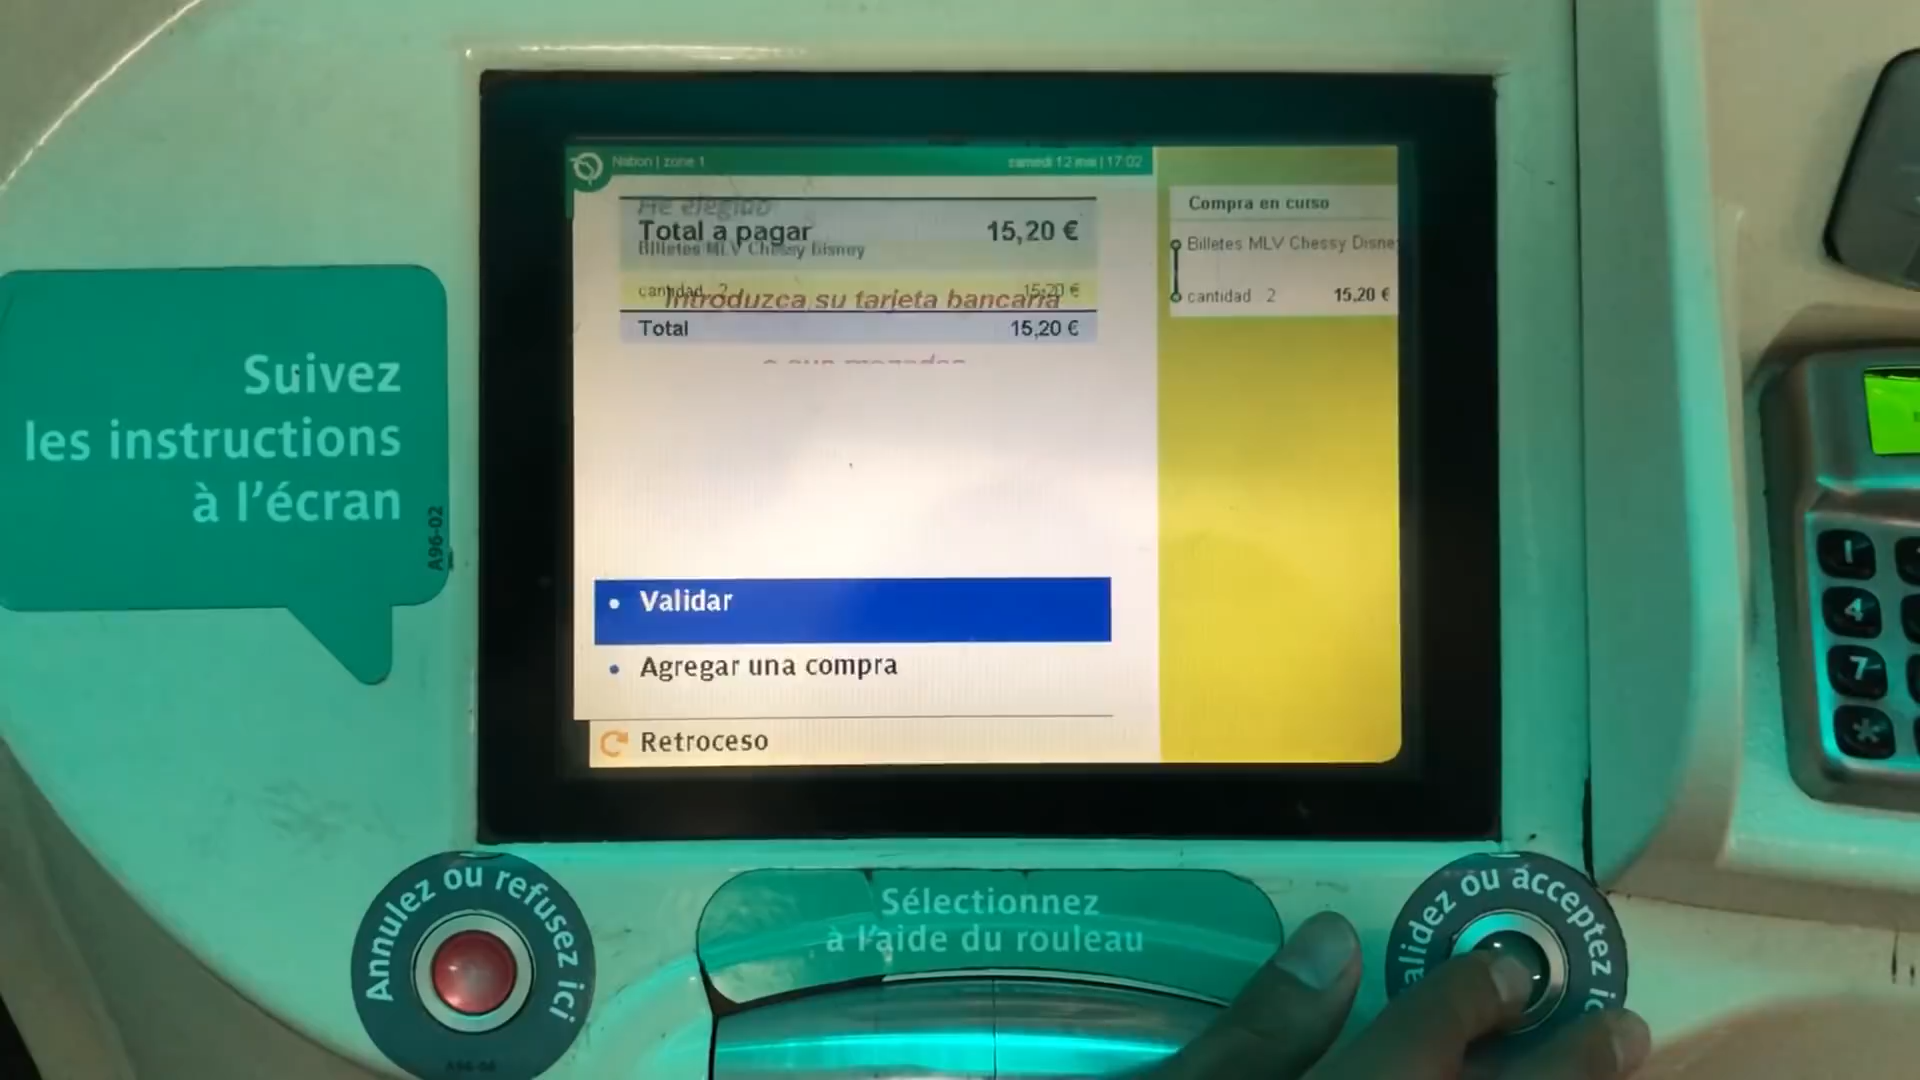 Nation | zone 1
samedi 12 mai | 17:02
He elegido
Total a pagar 15,20 €
Billetes MLV Chessy Disney
cantidad 2 15,20 €
Introduzca su tarjeta bancaria
Total 15,20 €
Validar
Agregar una compra
Retroceso
Compra en curso
Billetes MLV Chessy Disne
cantidad 2 15,20 €
Suivez
les instructions
à l'écran
A96-02
Annulez ou refusez ici
Sélectionnez
à l'aide du rouleau
alidez ou acceptez ic
1
4
7
*